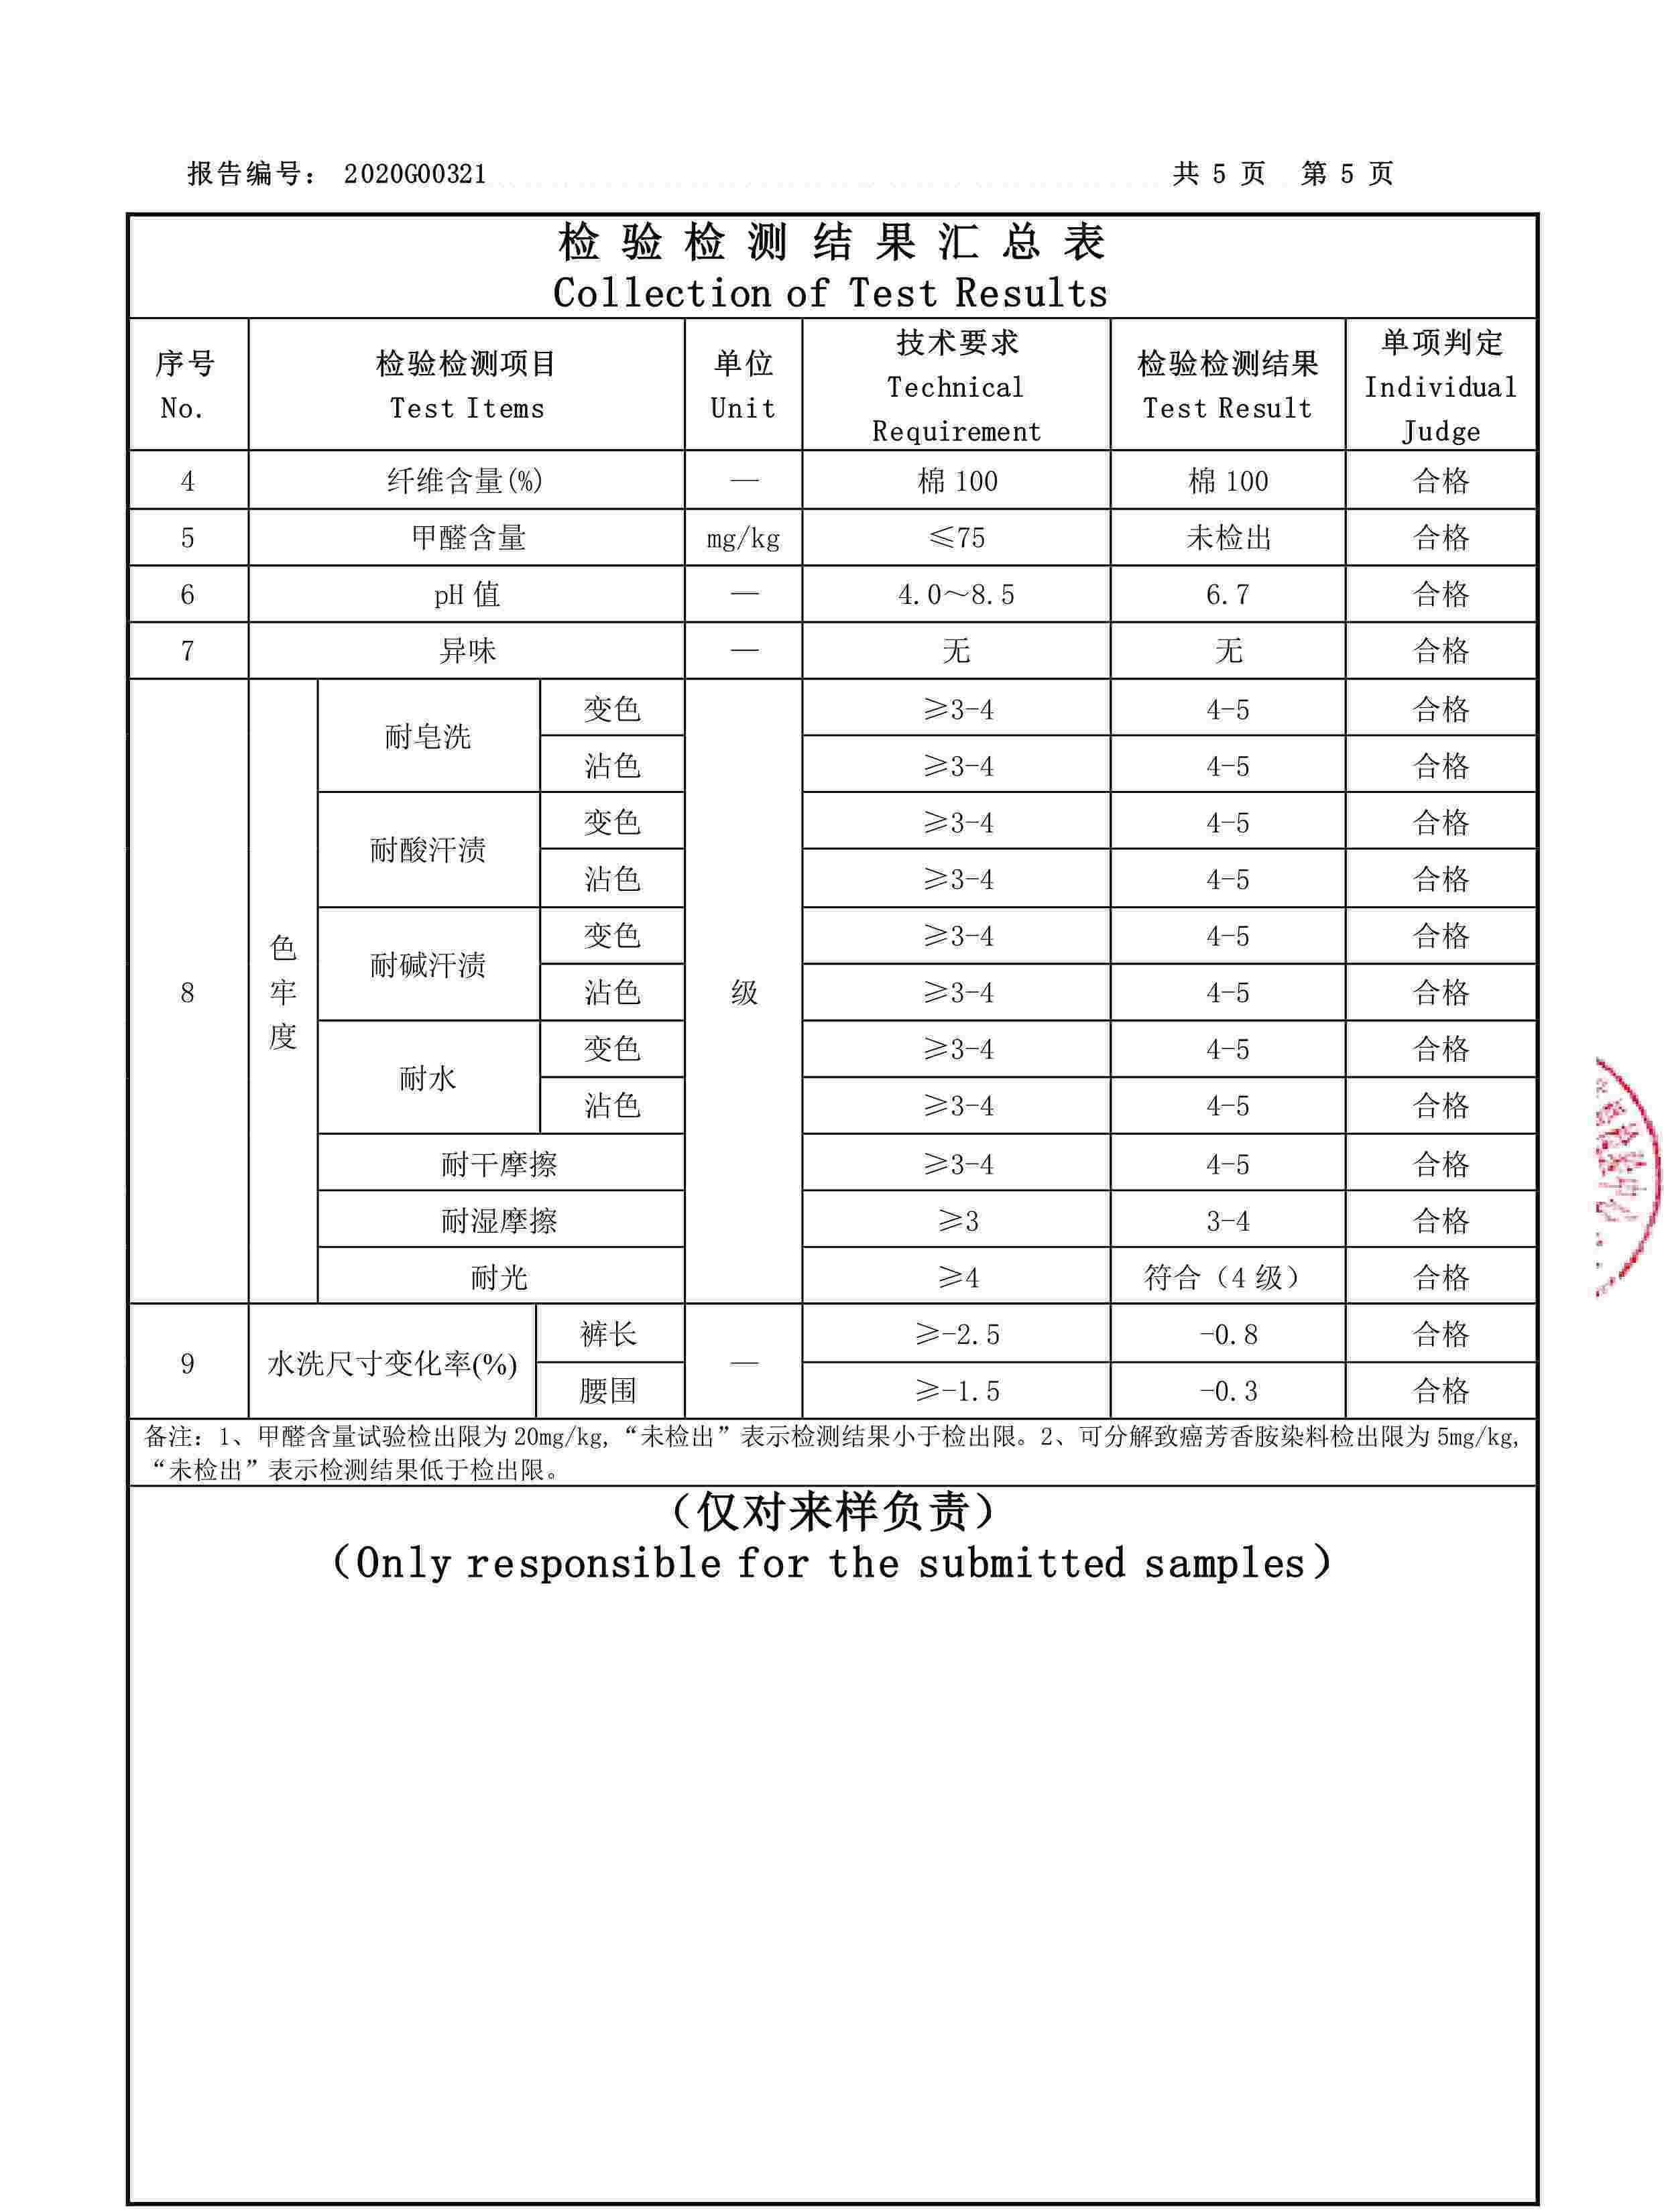 报告编号： 2020G00321 共 5 页 第 5 页
检验检测结果汇总表
Collection of Test Results
序号 No. 检验检测项目 Test Items 单位 Unit 技术要求 Technical Requirement 检验检测结果 Test Result 单项判定 Individual Judge
4 纤维含量(%) — 棉 100 棉 100 合格
5 甲醛含量 mg/kg ≤75 未检出 合格
6 pH 值 — 4.0～8.5 6.7 合格
7 异味 — 无 无 合格
8 色牢度 耐皂洗 变色 级 ≥3-4 4-5 合格
沾色 ≥3-4 4-5 合格
耐酸汗渍 变色 ≥3-4 4-5 合格
沾色 ≥3-4 4-5 合格
耐碱汗渍 变色 ≥3-4 4-5 合格
沾色 ≥3-4 4-5 合格
耐水 变色 ≥3-4 4-5 合格
沾色 ≥3-4 4-5 合格
耐干摩擦 ≥3-4 4-5 合格
耐湿摩擦 ≥3 3-4 合格
耐光 ≥4 符合（4 级） 合格
9 水洗尺寸变化率(%) 裤长 — ≥-2.5 -0.8 合格
腰围 ≥-1.5 -0.3 合格
备注：1、甲醛含量试验检出限为 20mg/kg,“未检出”表示检测结果小于检出限。2、可分解致癌芳香胺染料检出限为 5mg/kg,
“未检出”表示检测结果低于检出限。
（仅对来样负责）
（Only responsible for the submitted samples）